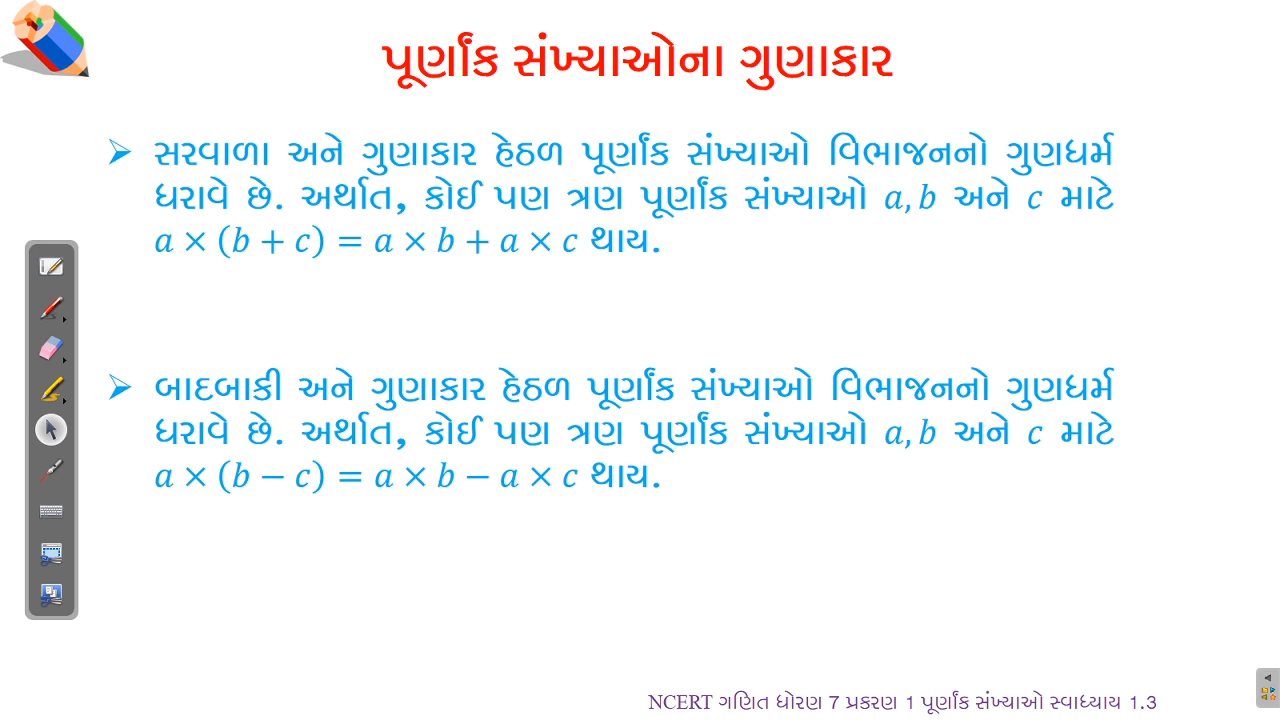 પૂર્ણાંક સંખ્યાઓના ગુણાકાર
➢ સરવાળા અને ગુણાકાર હેઠળ પૂર્ણાંક સંખ્યાઓ વિભાજનનો ગુણધર્મ
ધરાવે છે. અર્થાત, કોઈ પણ ત્રણ પૂર્ણાંક સંખ્યાઓ a, b અને c માટે
a × (b + c) = a × b + a × c થાય.
➢ બાદબાકી અને ગુણાકાર હેઠળ પૂર્ણાંક સંખ્યાઓ વિભાજનનો ગુણધર્મ
ધરાવે છે. અર્થાત, કોઈ પણ ત્રણ પૂર્ણાંક સંખ્યાઓ a, b અને c માટે
a × (b − c) = a × b − a × c થાય.
NCERT ગણિત ધોરણ 7 પ્રકરણ 1 પૂર્ણાંક સંખ્યાઓ સ્વાધ્યાય 1.3